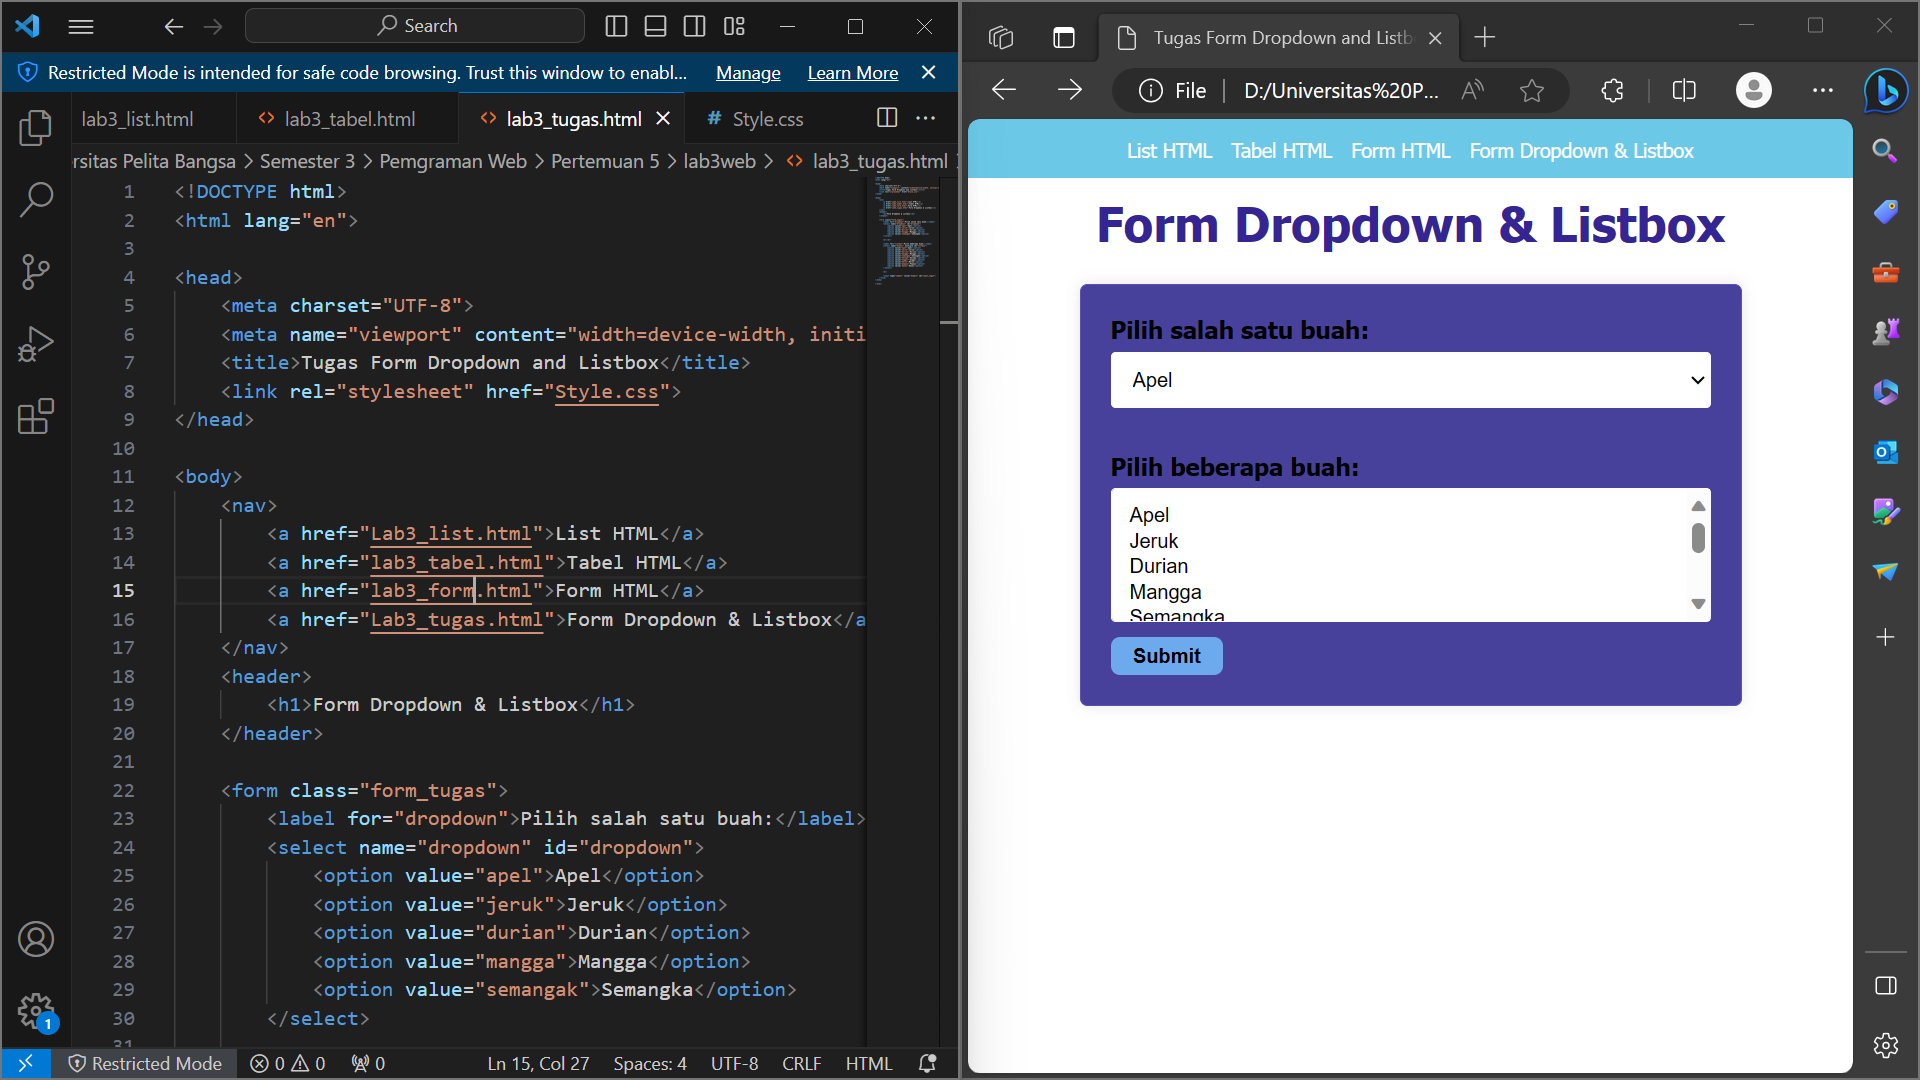 Search
Restricted Mode is intended for safe code browsing. Trust this window to enabl... Manage Learn More
lab3_list.html
lab3_tabel.html
lab3_tugas.html
# Style.css
rsitas Pelita Bangsa > Semester 3 > Pemgraman Web > Pertemuan 5 > lab3web > lab3_tugas.html
1 <!DOCTYPE html>
2 <html lang="en">
3
4 <head>
5 <meta charset="UTF-8">
6 <meta name="viewport" content="width=device-width, initi
7 <title>Tugas Form Dropdown and Listbox</title>
8 <link rel="stylesheet" href="Style.css">
9 </head>
10
11 <body>
12 <nav>
13 <a href="Lab3_list.html">List HTML</a>
14 <a href="lab3_tabel.html">Tabel HTML</a>
15 <a href="lab3_form.html">Form HTML</a>
16 <a href="Lab3_tugas.html">Form Dropdown & Listbox</a
17 </nav>
18 <header>
19 <h1>Form Dropdown & Listbox</h1>
20 </header>
21
22 <form class="form_tugas">
23 <label for="dropdown">Pilih salah satu buah:</label>
24 <select name="dropdown" id="dropdown">
25 <option value="apel">Apel</option>
26 <option value="jeruk">Jeruk</option>
27 <option value="durian">Durian</option>
28 <option value="mangga">Mangga</option>
29 <option value="semangak">Semangka</option>
30 </select>
31
1
Restricted Mode 0 0 0 Ln 15, Col 27 Spaces: 4 UTF-8 CRLF HTML
Tugas Form Dropdown and Listb
File D:/Universitas%20P...
List HTML Tabel HTML Form HTML Form Dropdown & Listbox
Form Dropdown & Listbox
Pilih salah satu buah:
Apel
Pilih beberapa buah:
Apel
Jeruk
Durian
Mangga
Semangka
Submit